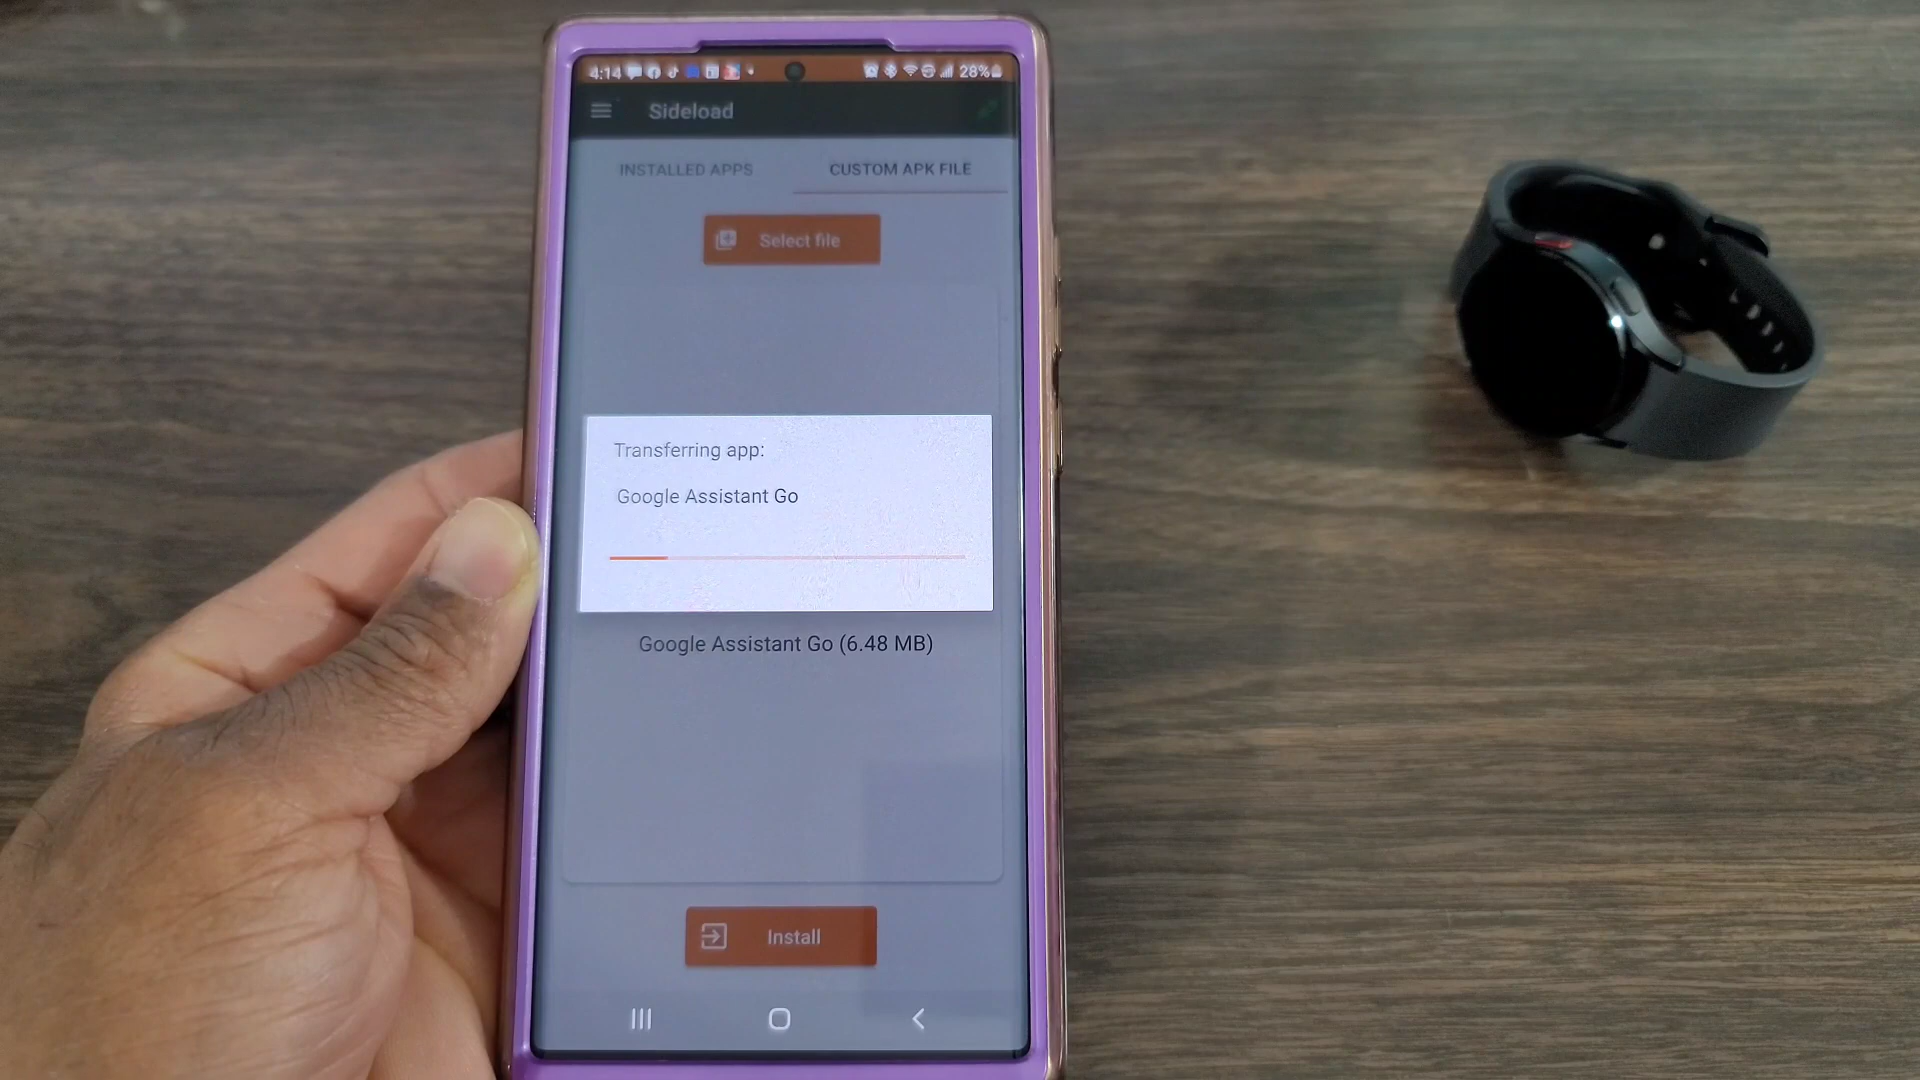 4:14 28%
Sideload
INSTALLED APPS CUSTOM APK FILE
Select file
Transferring app:
Google Assistant Go
Google Assistant Go (6.48 MB)
Install